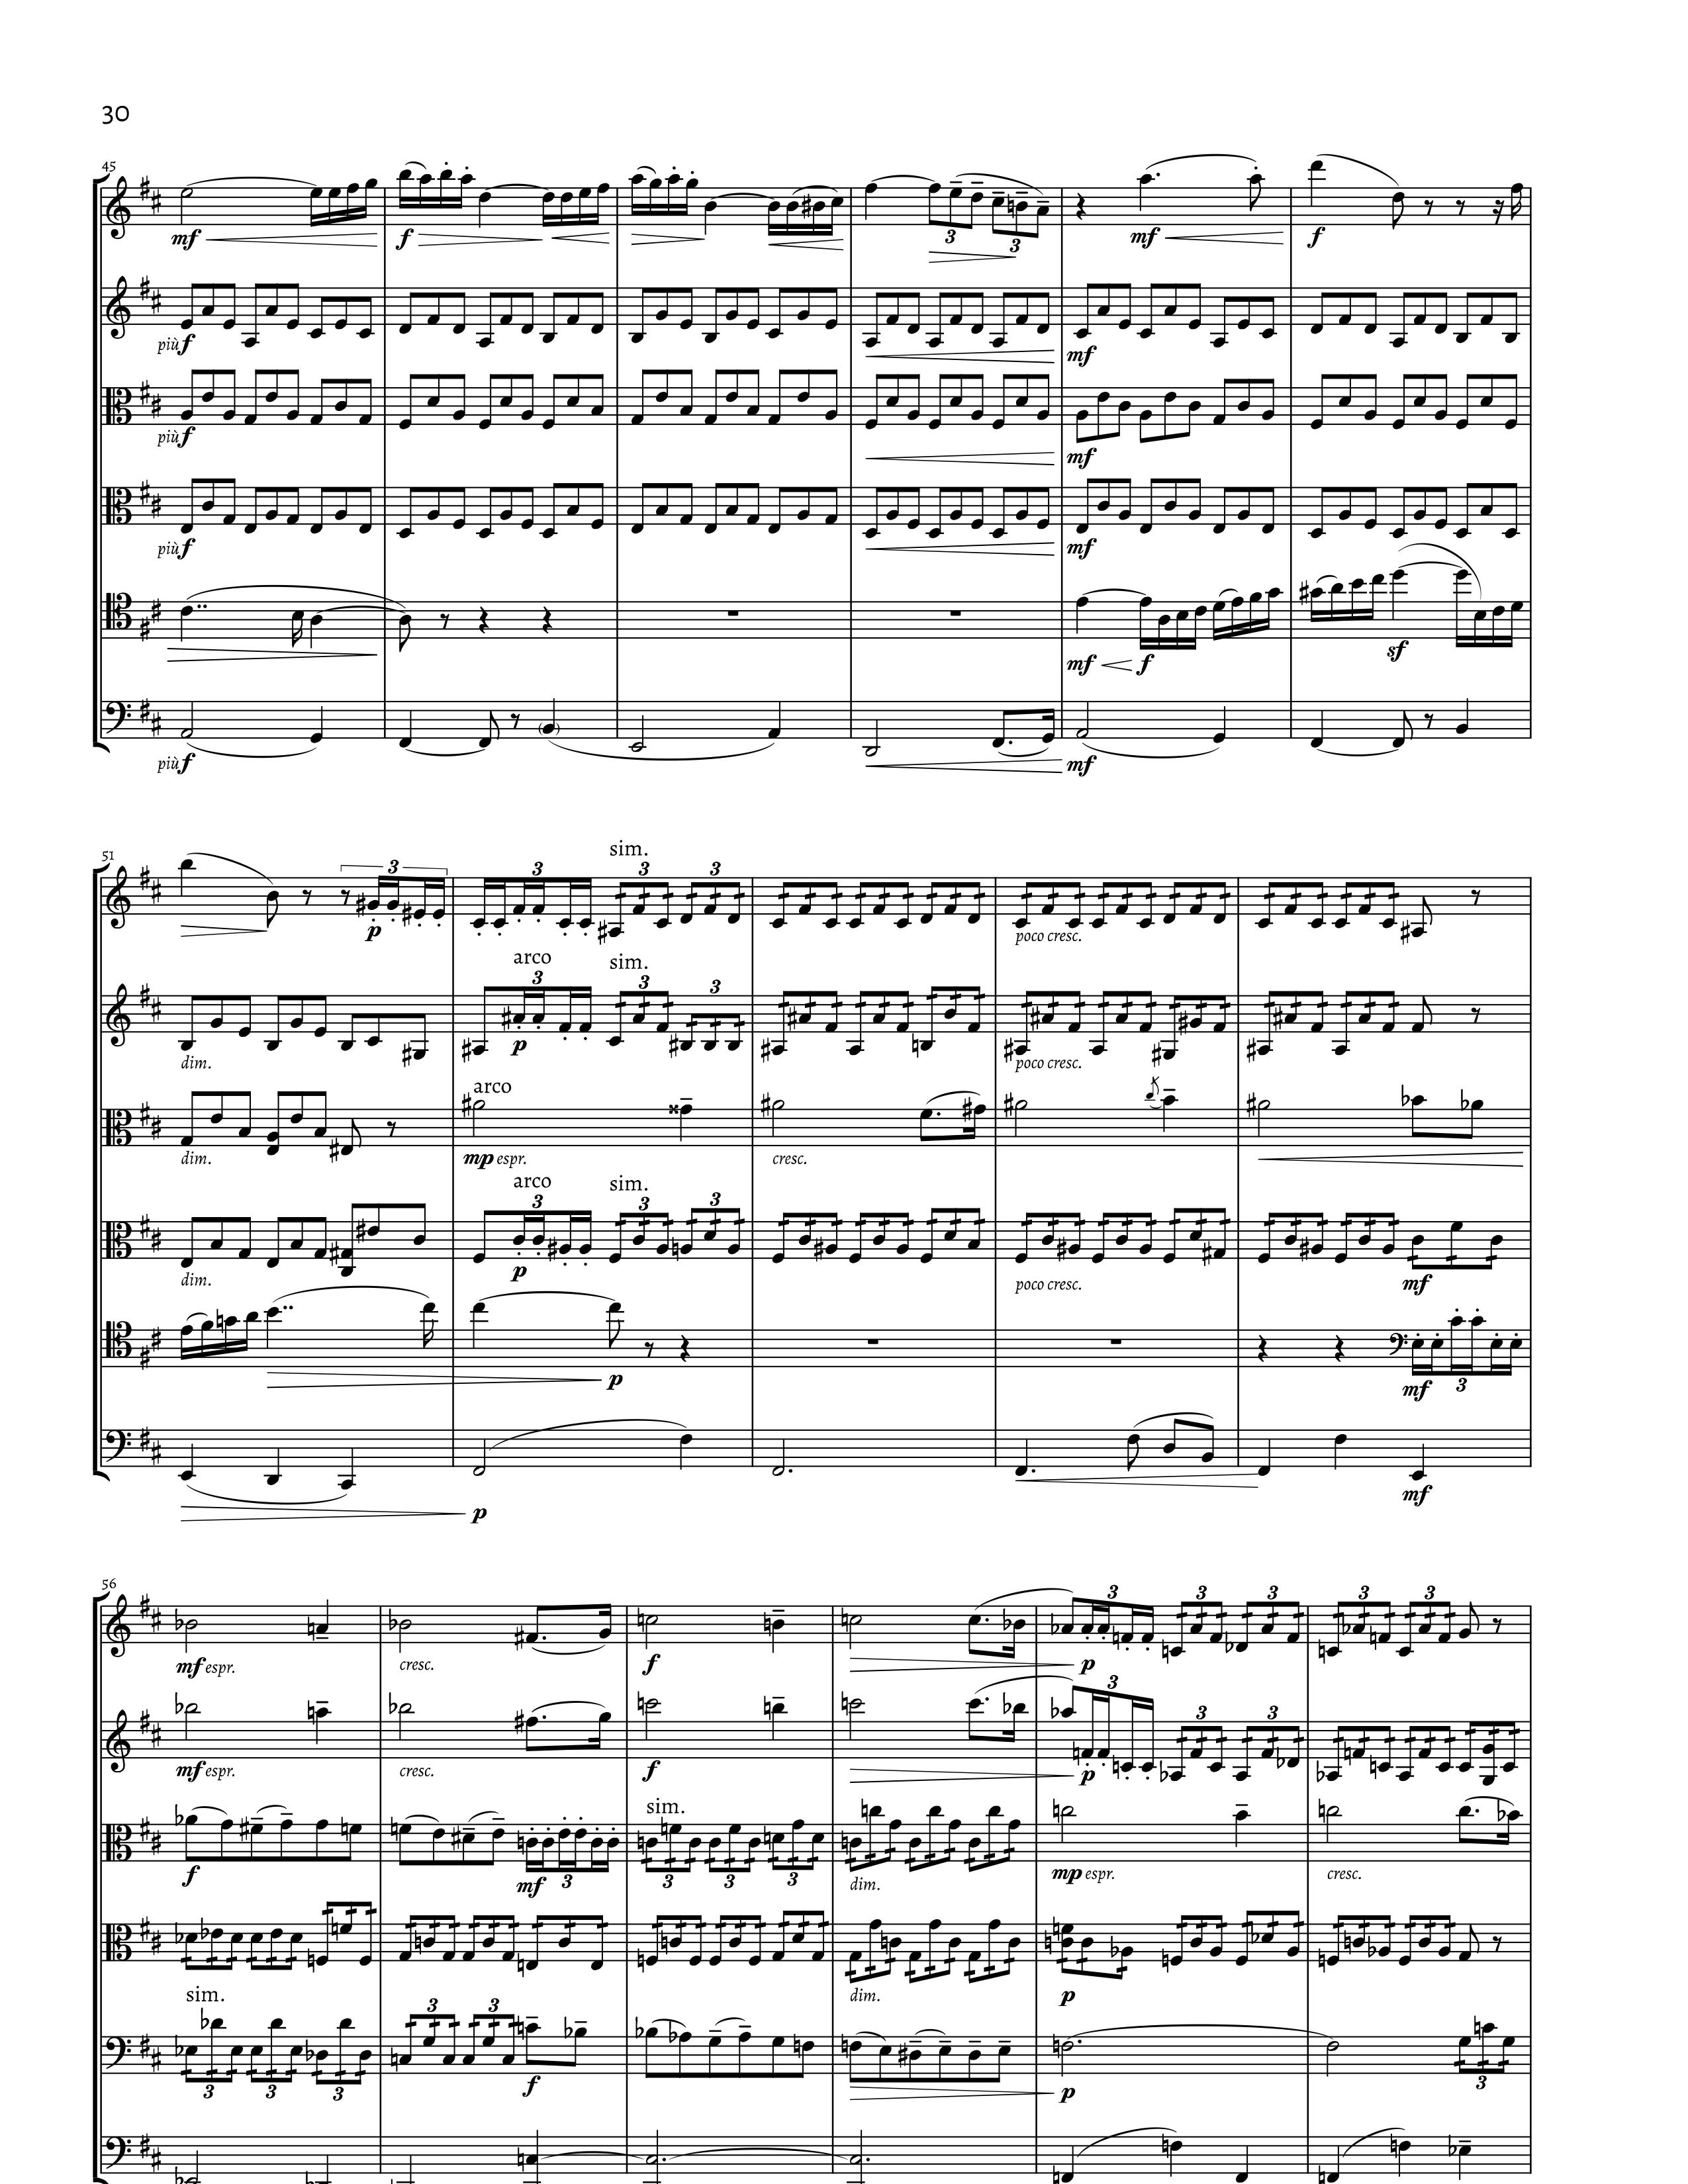 30
45
mf f mf f
3 3
più f mf
più f mf
più f mf
mf f sf
più f mf
51
sim.
3 3 3 3
p poco cresc.
arco sim.
3 3 3
dim. p poco cresc.
arco
dim. mp espr. cresc.
arco sim.
3 3 3
dim. p poco cresc. mf
p mf 3
p mf
56
3 3 3 3 3
mf espr. cresc. f p
3 3 3
mf espr. cresc. f p
sim.
f mf 3 3 3 3 dim. mp espr. cresc.
dim. p
sim.
3 3
3 3 3 f p 3